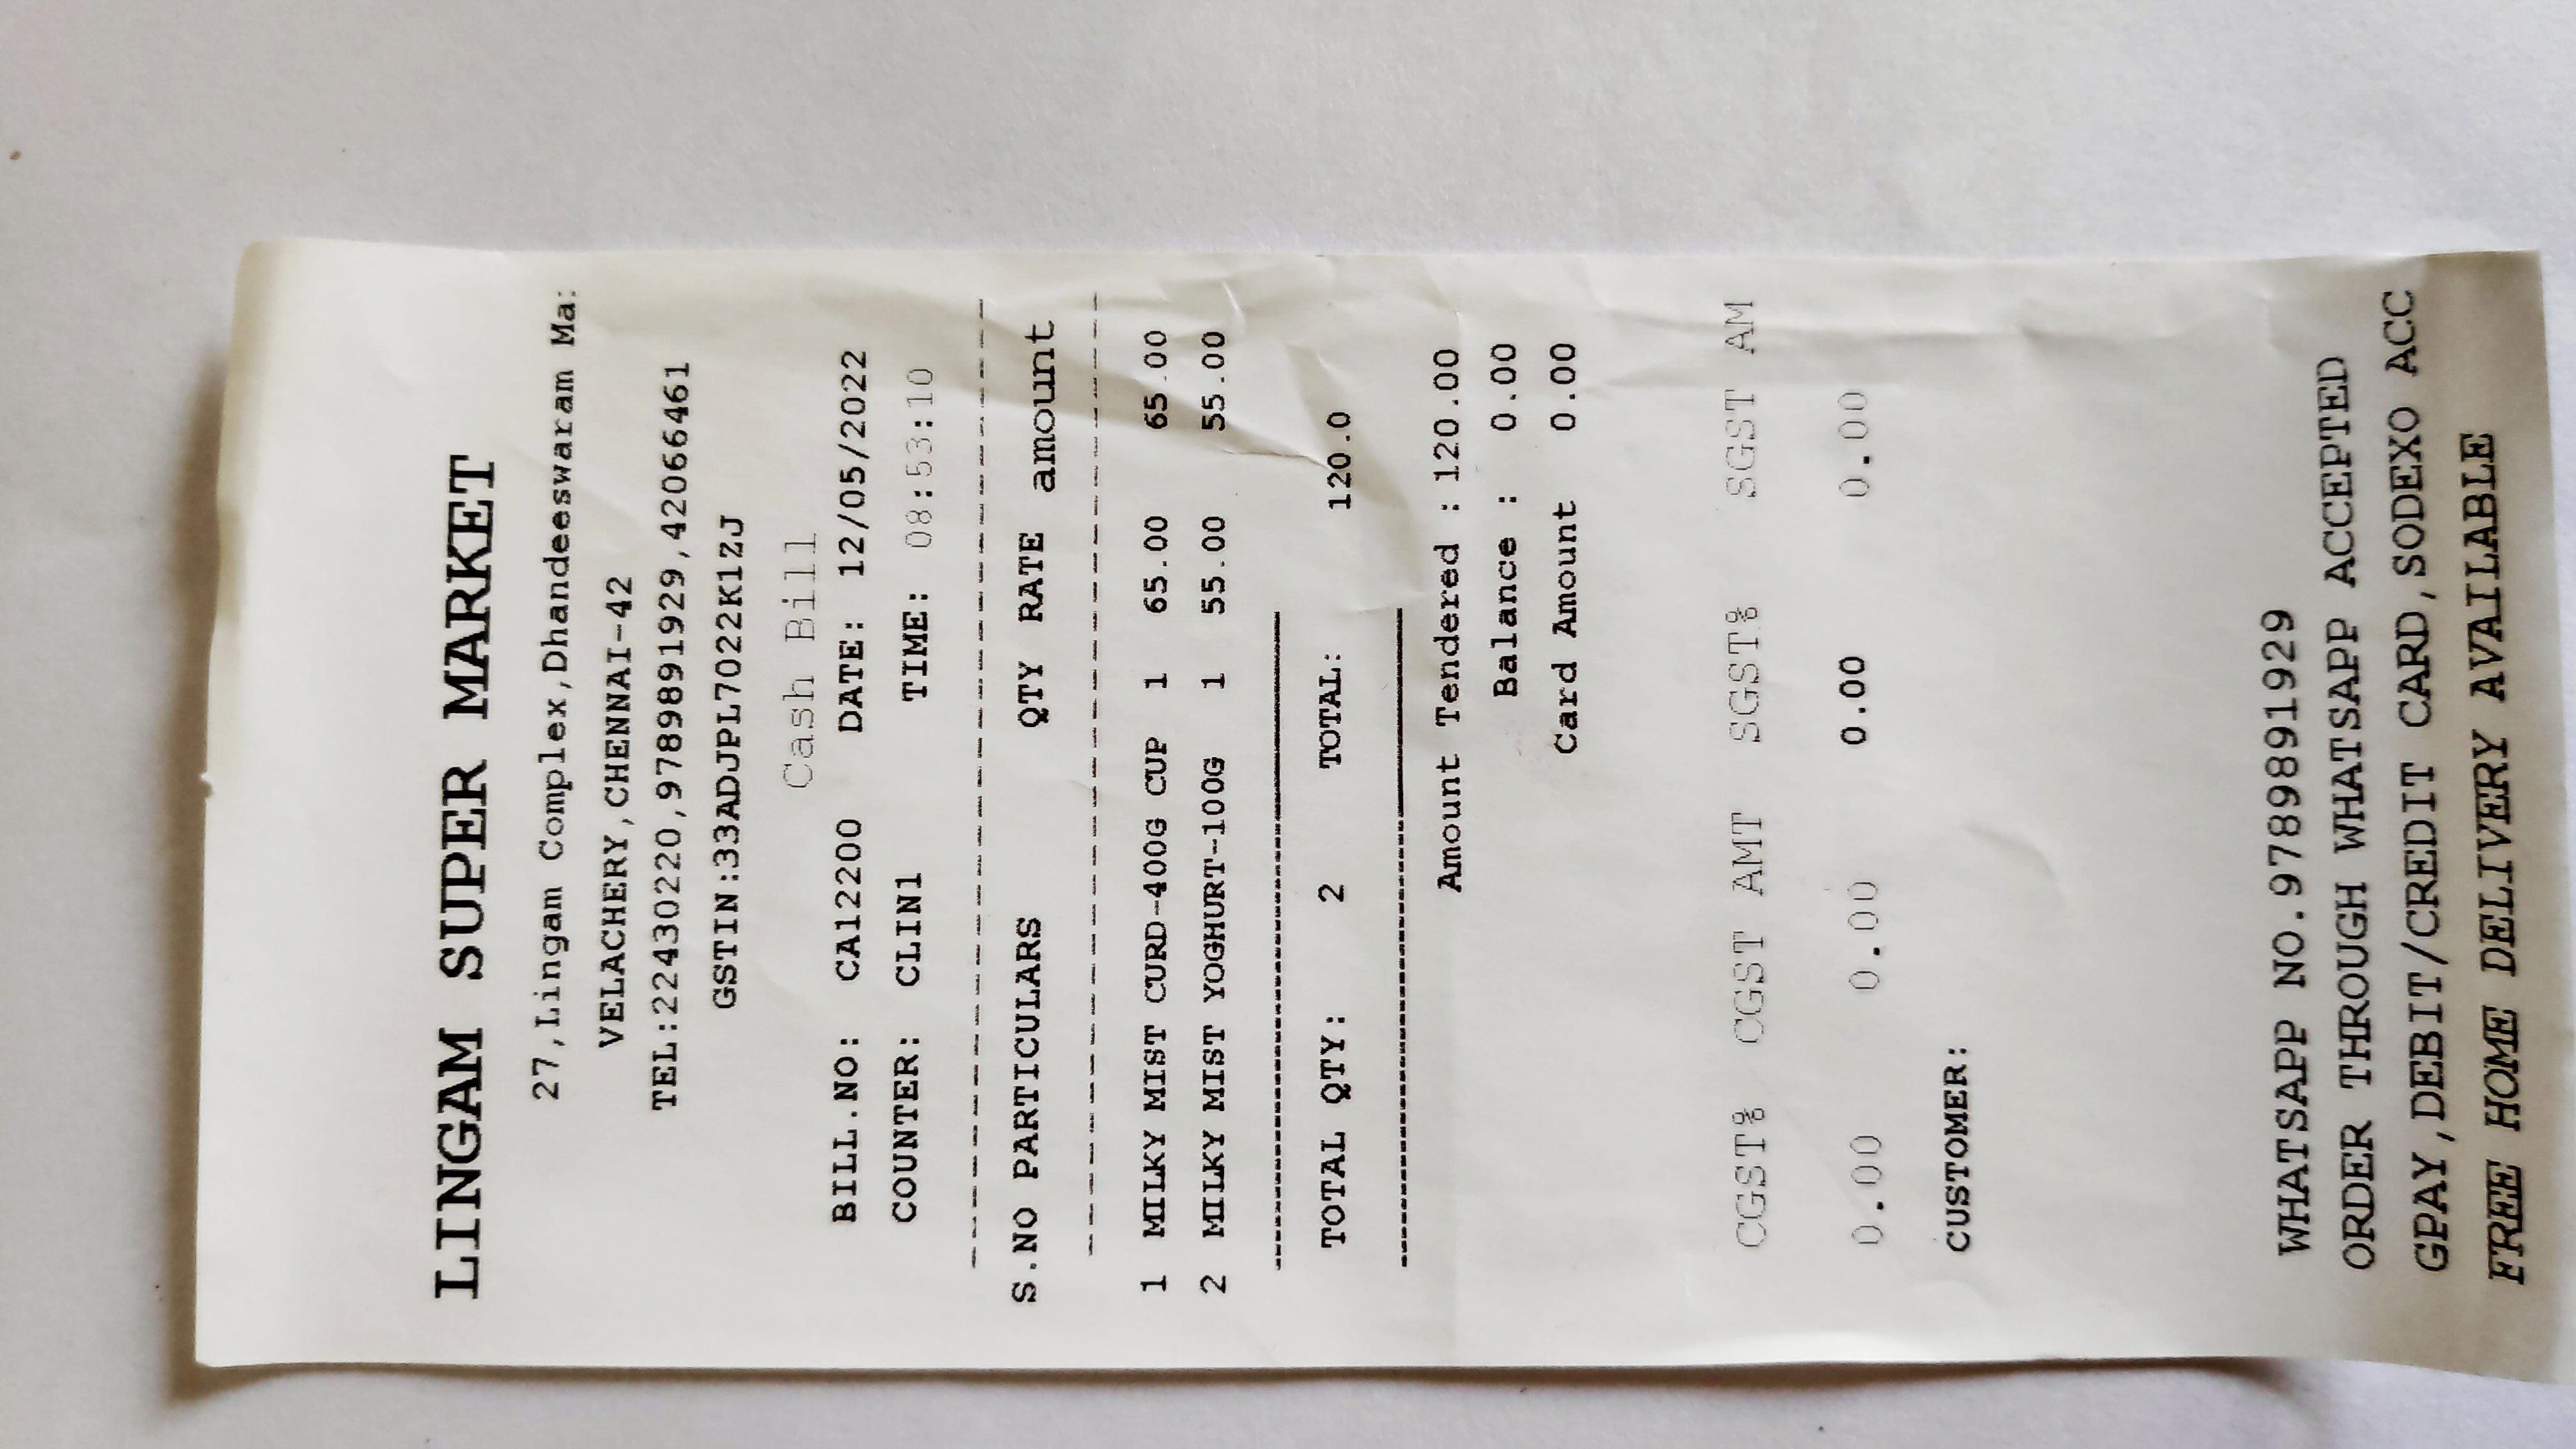 LINGAM SUPER MARKET
27,Lingam Complex,Dhandeeswaram Ma:
VELACHERY,CHENNAI-42
TEL:22430220,9789891929,42066461
GSTIN:33ADJPL7022K1ZJ
Cash Bill
BILL.NO: CA12200 DATE: 12/05/2022
COUNTER: CLIN1 TIME: 08:53:10
S.NO PARTICULARS QTY RATE amount
1 MILKY MIST CURD-400G CUP 1 65.00 65.00
2 MILKY MIST YOGHURT-100G 1 55.00 55.00
TOTAL QTY: 2 TOTAL: 120.0
Amount Tendered : 120.00
Balance : 0.00
Card Amount 0.00
CGST% CGST AMT SGST% SGST AM
0.00 0.00 0.00 0.00
CUSTOMER:
WHATSAPP NO.9789891929
ORDER THROUGH WHATSAPP ACCEPTED
GPAY,DEBIT/CREDIT CARD,SODEXO ACC
FREE HOME DELIVERY AVAILABLE